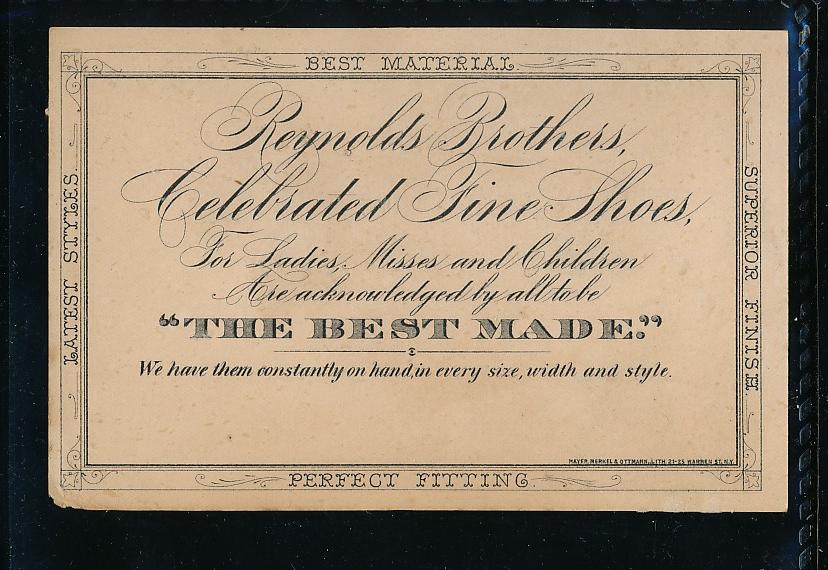 BEST MATERIAL.
LATEST STYLES.
SUPERIOR FINISH.
Reynolds Brothers,
Celebrated Fine Shoes,
For Ladies, Misses and Children
Are acknowledged by all to be
“THE BEST MADE.”
We have them constantly on hand, in every size, width and style.
MAYER, MERKEL & OTTMANN, LITH. 21-25 WARREN ST. N.Y.
PERFECT FITTING